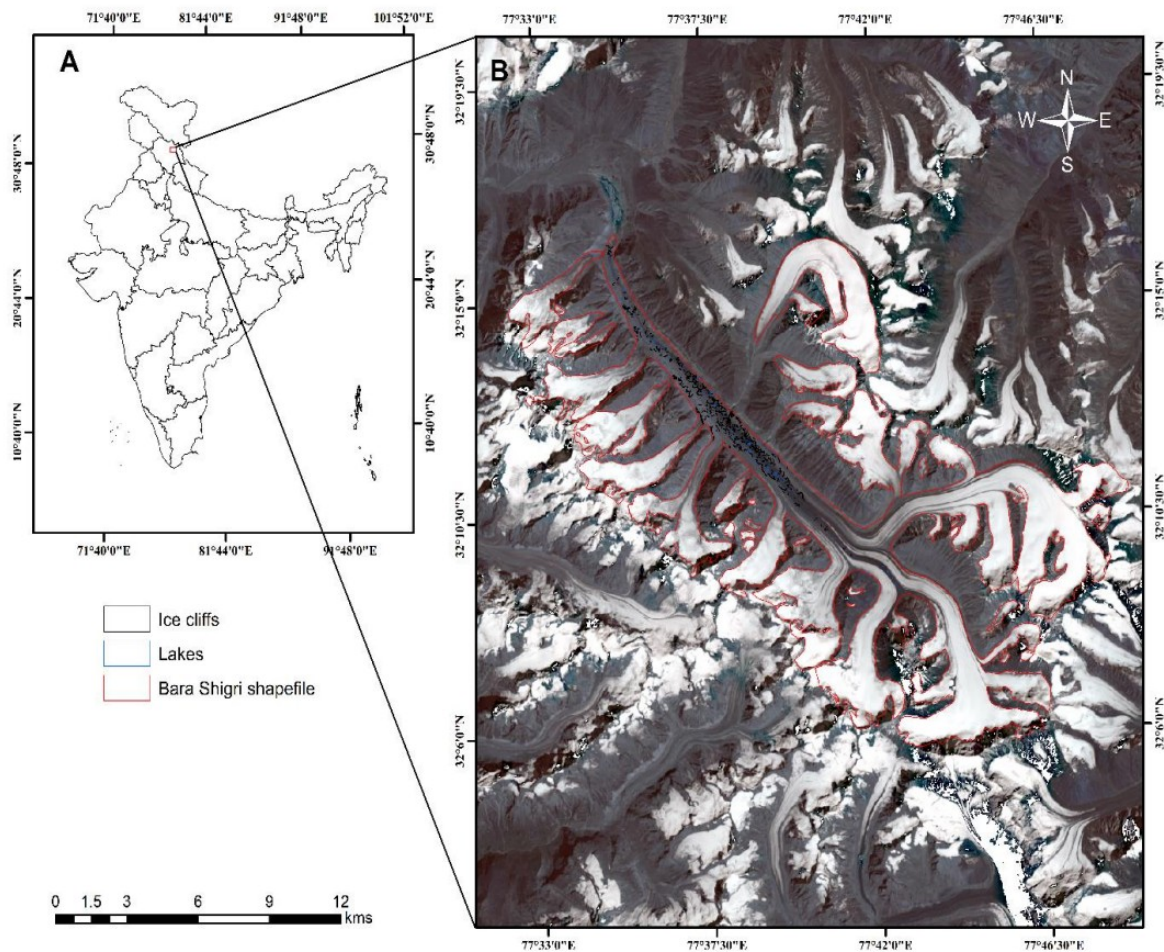 71°40'0"E 81°44'0"E 91°48'0"E 101°52'0"E
77°33'0"E 77°37'30"E 77°42'0"E 77°46'30"E
A
B
30°48'0"N
20°44'0"N
10°40'0"N
30°48'0"N
20°44'0"N
10°40'0"N
71°40'0"E 81°44'0"E 91°48'0"E
32°19'30"N
32°15'0"N
32°10'30"N
32°6'0"N
N
W E
S
32°19'30"N
32°15'0"N
32°10'30"N
32°6'0"N
Ice cliffs
Lakes
Bara Shigri shapefile
0 1.5 3 6 9 12
kms
77°33'0"E 77°37'30"E 77°42'0"E 77°46'30"E